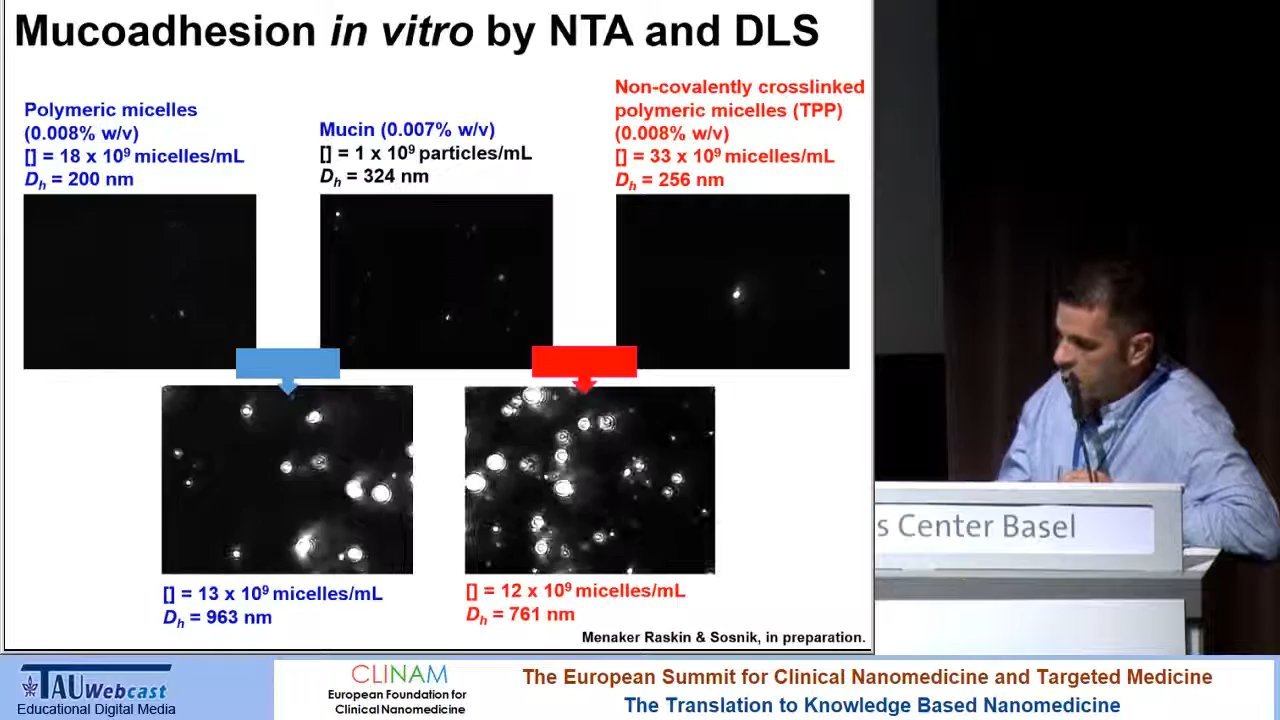 Mucoadhesion in vitro by NTA and DLS
Polymeric micelles
(0.008% w/v)
[] = 18 x 10⁹ micelles/mL
Dh = 200 nm
Mucin (0.007% w/v)
[] = 1 x 10⁹ particles/mL
Dh = 324 nm
Non-covalently crosslinked
polymeric micelles (TPP)
(0.008% w/v)
[] = 33 x 10⁹ micelles/mL
Dh = 256 nm
[] = 13 x 10⁹ micelles/mL
Dh = 963 nm
[] = 12 x 10⁹ micelles/mL
Dh = 761 nm
Menaker Raskin & Sosnik, in preparation.
s Center Basel
TAU Webcast
Educational Digital Media
CLINAM
European Foundation for
Clinical Nanomedicine
The European Summit for Clinical Nanomedicine and Targeted Medicine
The Translation to Knowledge Based Nanomedicine